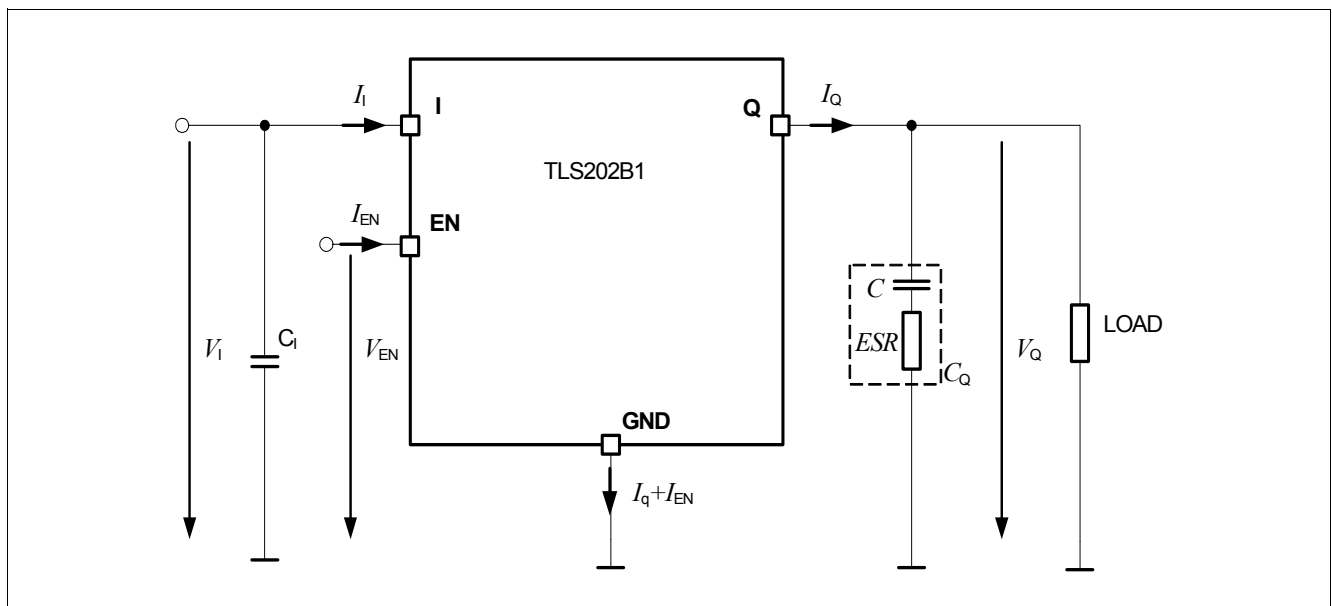 I_I
I
Q
I_Q
TLS202B1
I_EN
EN
C
LOAD
V_I
C_I
V_EN
ESR
V_Q
C_Q
GND
I_q+I_EN